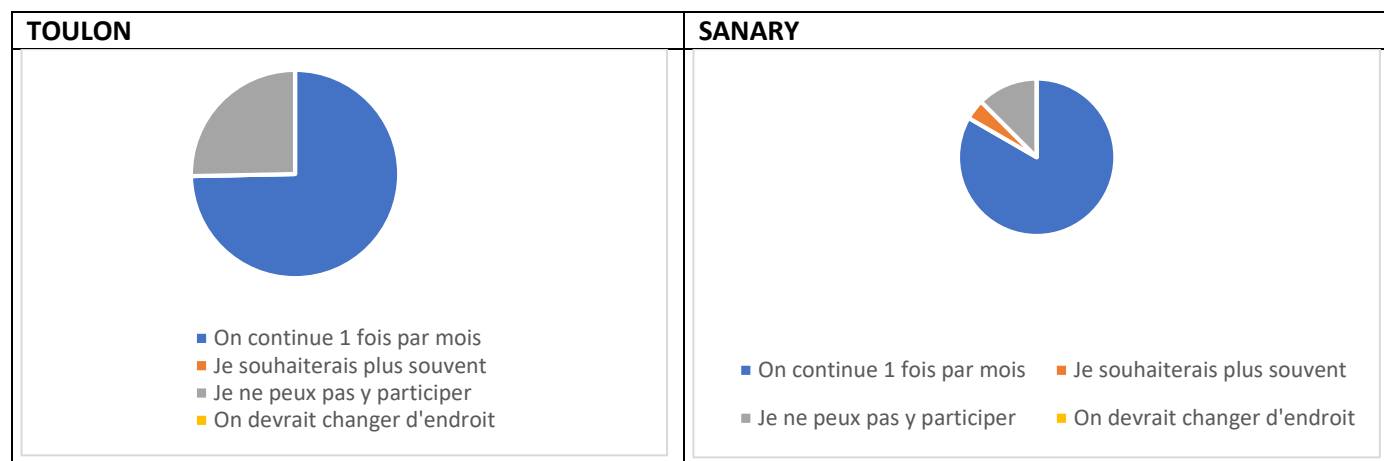 TOULON
SANARY
On continue 1 fois par mois
Je souhaiterais plus souvent
Je ne peux pas y participer
On devrait changer d'endroit
On continue 1 fois par mois Je souhaiterais plus souvent
Je ne peux pas y participer On devrait changer d'endroit